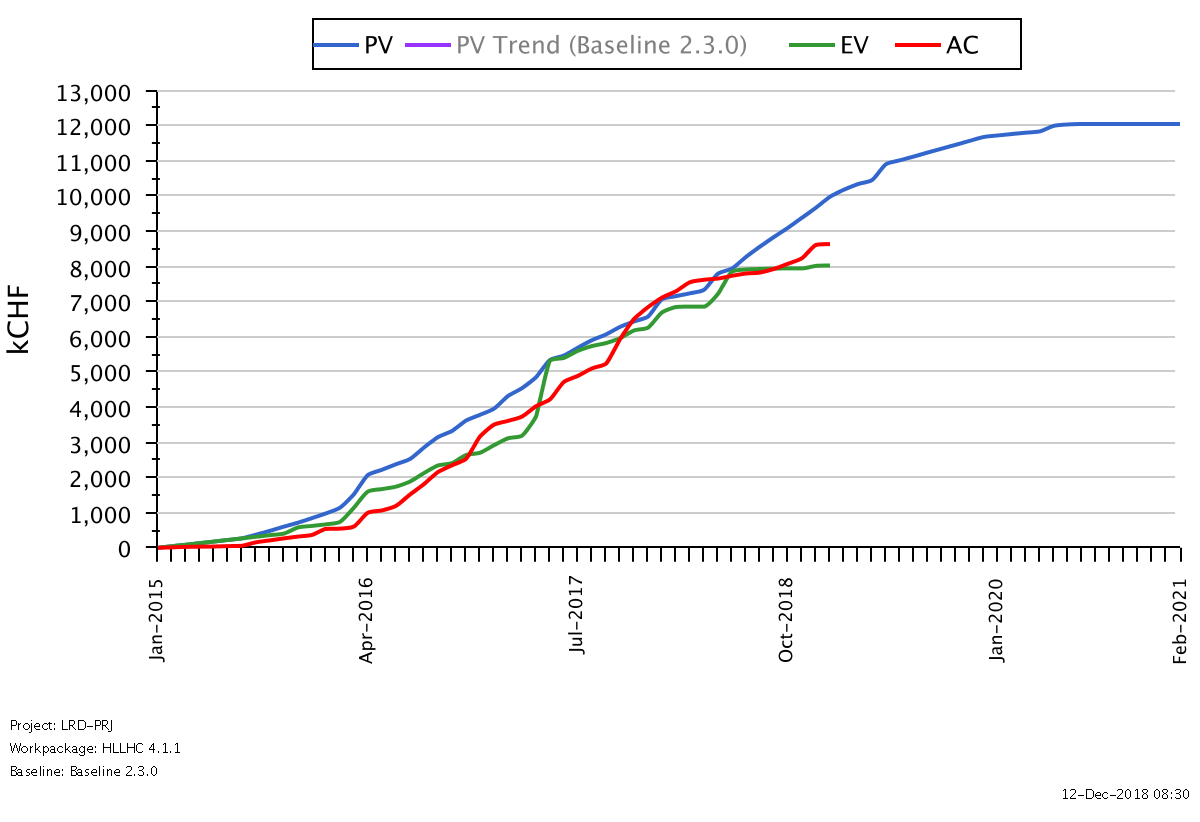 PV PV Trend (Baseline 2.3.0) EV AC
kCHF
13,000
12,000
11,000
10,000
9,000
8,000
7,000
6,000
5,000
4,000
3,000
2,000
1,000
0
Jan-2015
Apr-2016
Jul-2017
Oct-2018
Jan-2020
Feb-2021
Project: LRD-PRJ
Workpackage: HLLHC 4.1.1
Baseline: Baseline 2.3.0
12-Dec-2018 08:30